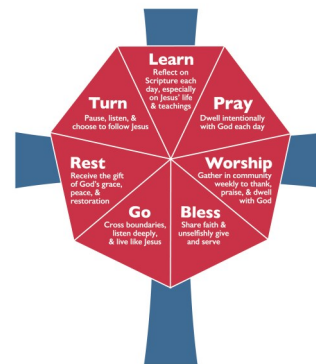 Learn
Reflect on
Scripture each
day, especially
on Jesus' life
& teachings
Pray
Dwell intentionally
with God each day
Worship
Gather in community
weekly to thank,
praise, & dwell
with God
Bless
Share faith &
unselfishly give
and serve
Go
Cross boundaries,
listen deeply,
& live like Jesus
Rest
Receive the gift
of God's grace,
peace, &
restoration
Turn
Pause, listen, &
choose to follow Jesus